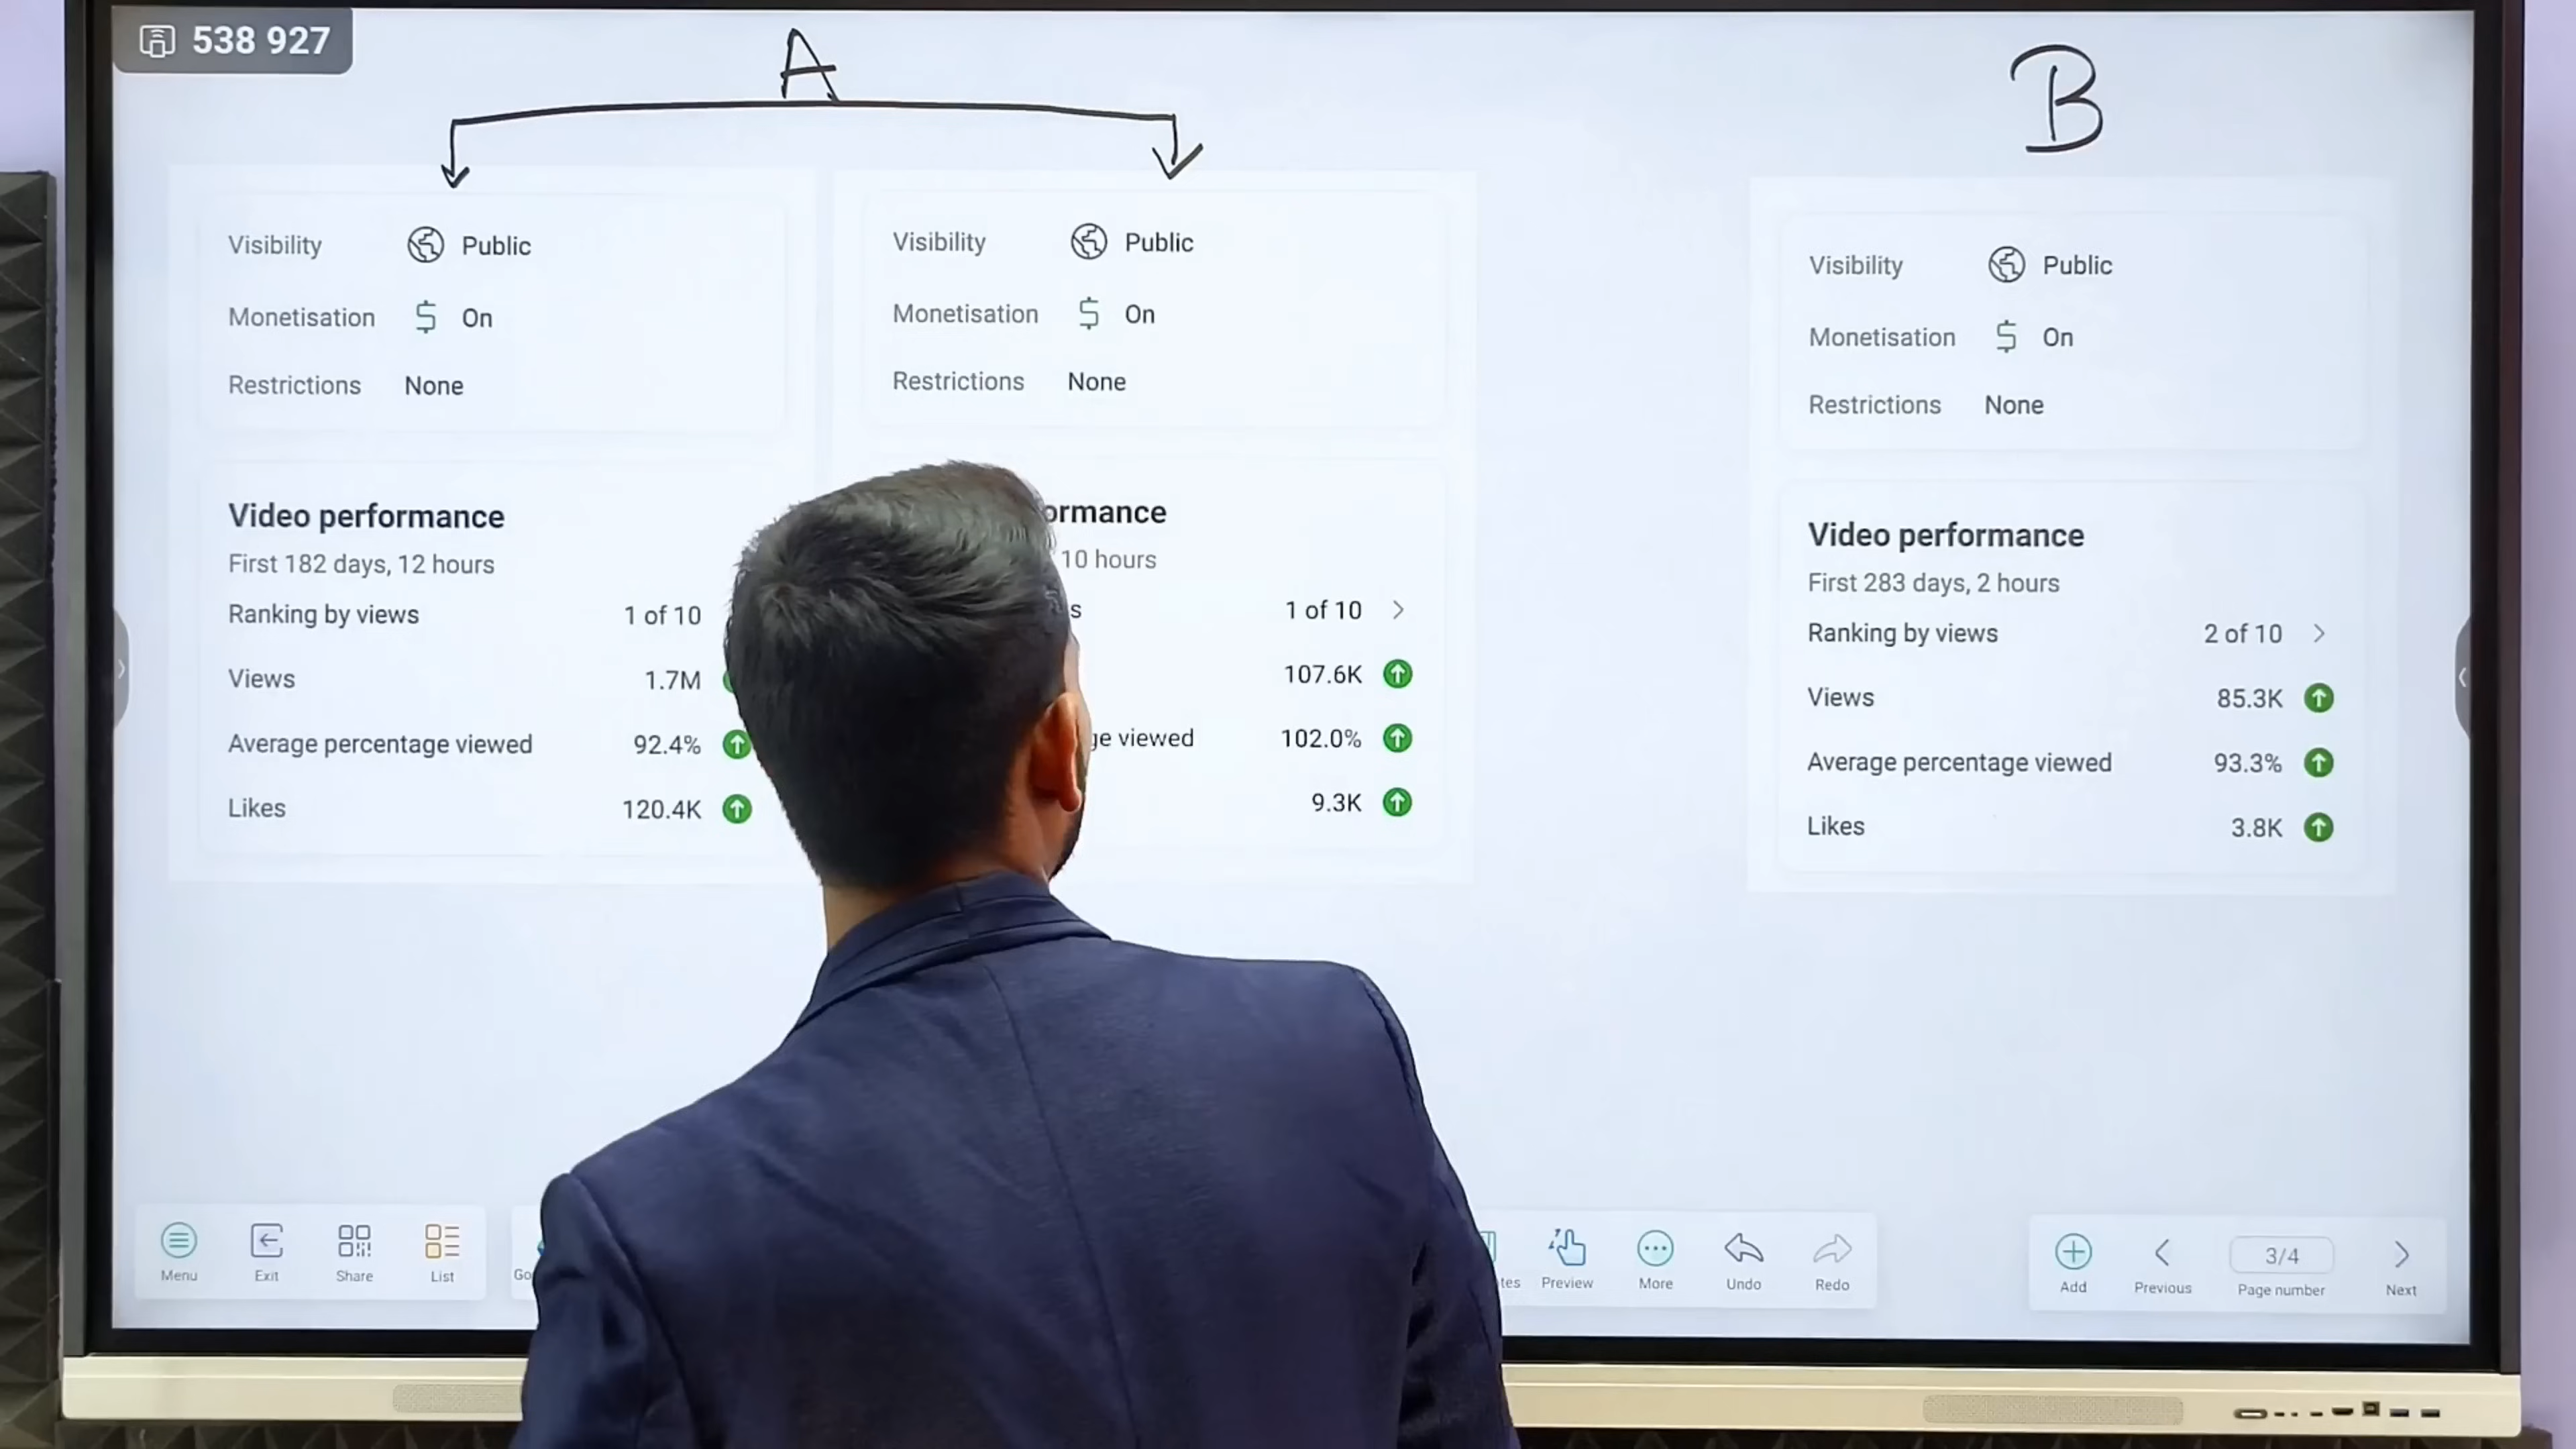 538 927
A
B
Visibility Public
Monetisation $ On
Restrictions None
Video performance
First 182 days, 12 hours
Ranking by views 1 of 10
Views 1.7M
Average percentage viewed 92.4%
Likes 120.4K
Visibility Public
Monetisation $ On
Restrictions None
ormance
10 hours
s 1 of 10 >
107.6K
ge viewed 102.0%
9.3K
Visibility Public
Monetisation $ On
Restrictions None
Video performance
First 283 days, 2 hours
Ranking by views 2 of 10 >
Views 85.3K
Average percentage viewed 93.3%
Likes 3.8K
Menu Exit Share List Go
tes Preview More Undo Redo
Add Previous 3/4 Page number Next